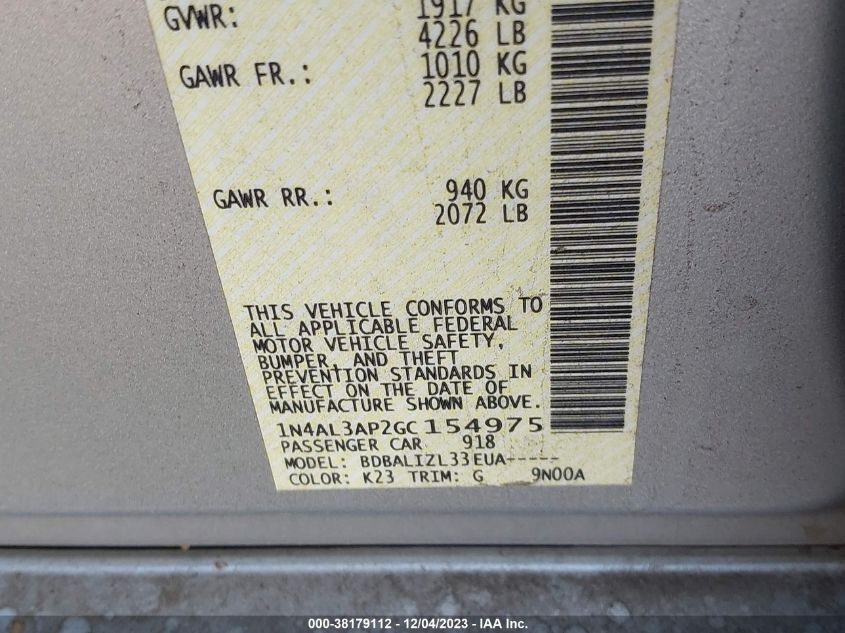 GVWR: 1917 KG
4226 LB
GAWR FR.: 1010 KG
2227 LB
GAWR RR.: 940 KG
2072 LB
THIS VEHICLE CONFORMS TO
ALL APPLICABLE FEDERAL
MOTOR VEHICLE SAFETY,
BUMPER, AND THEFT
PREVENTION STANDARDS IN
EFFECT ON THE DATE OF
MANUFACTURE SHOWN ABOVE.
1N4AL3AP2GC154975
PASSENGER CAR 918
MODEL: BDBALIZL33EUA-----
COLOR: K23 TRIM: G 9N00A
000-38179112 - 12/04/2023 - IAA Inc.